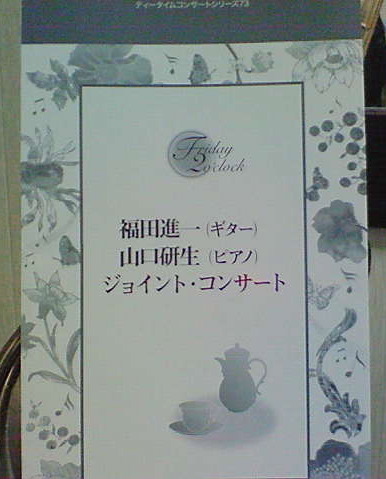 ティータイムコンサートシリーズ73
Friday
2 o'clock
福田進一(ギター)
山口研生(ピアノ)
ジョイント・コンサート